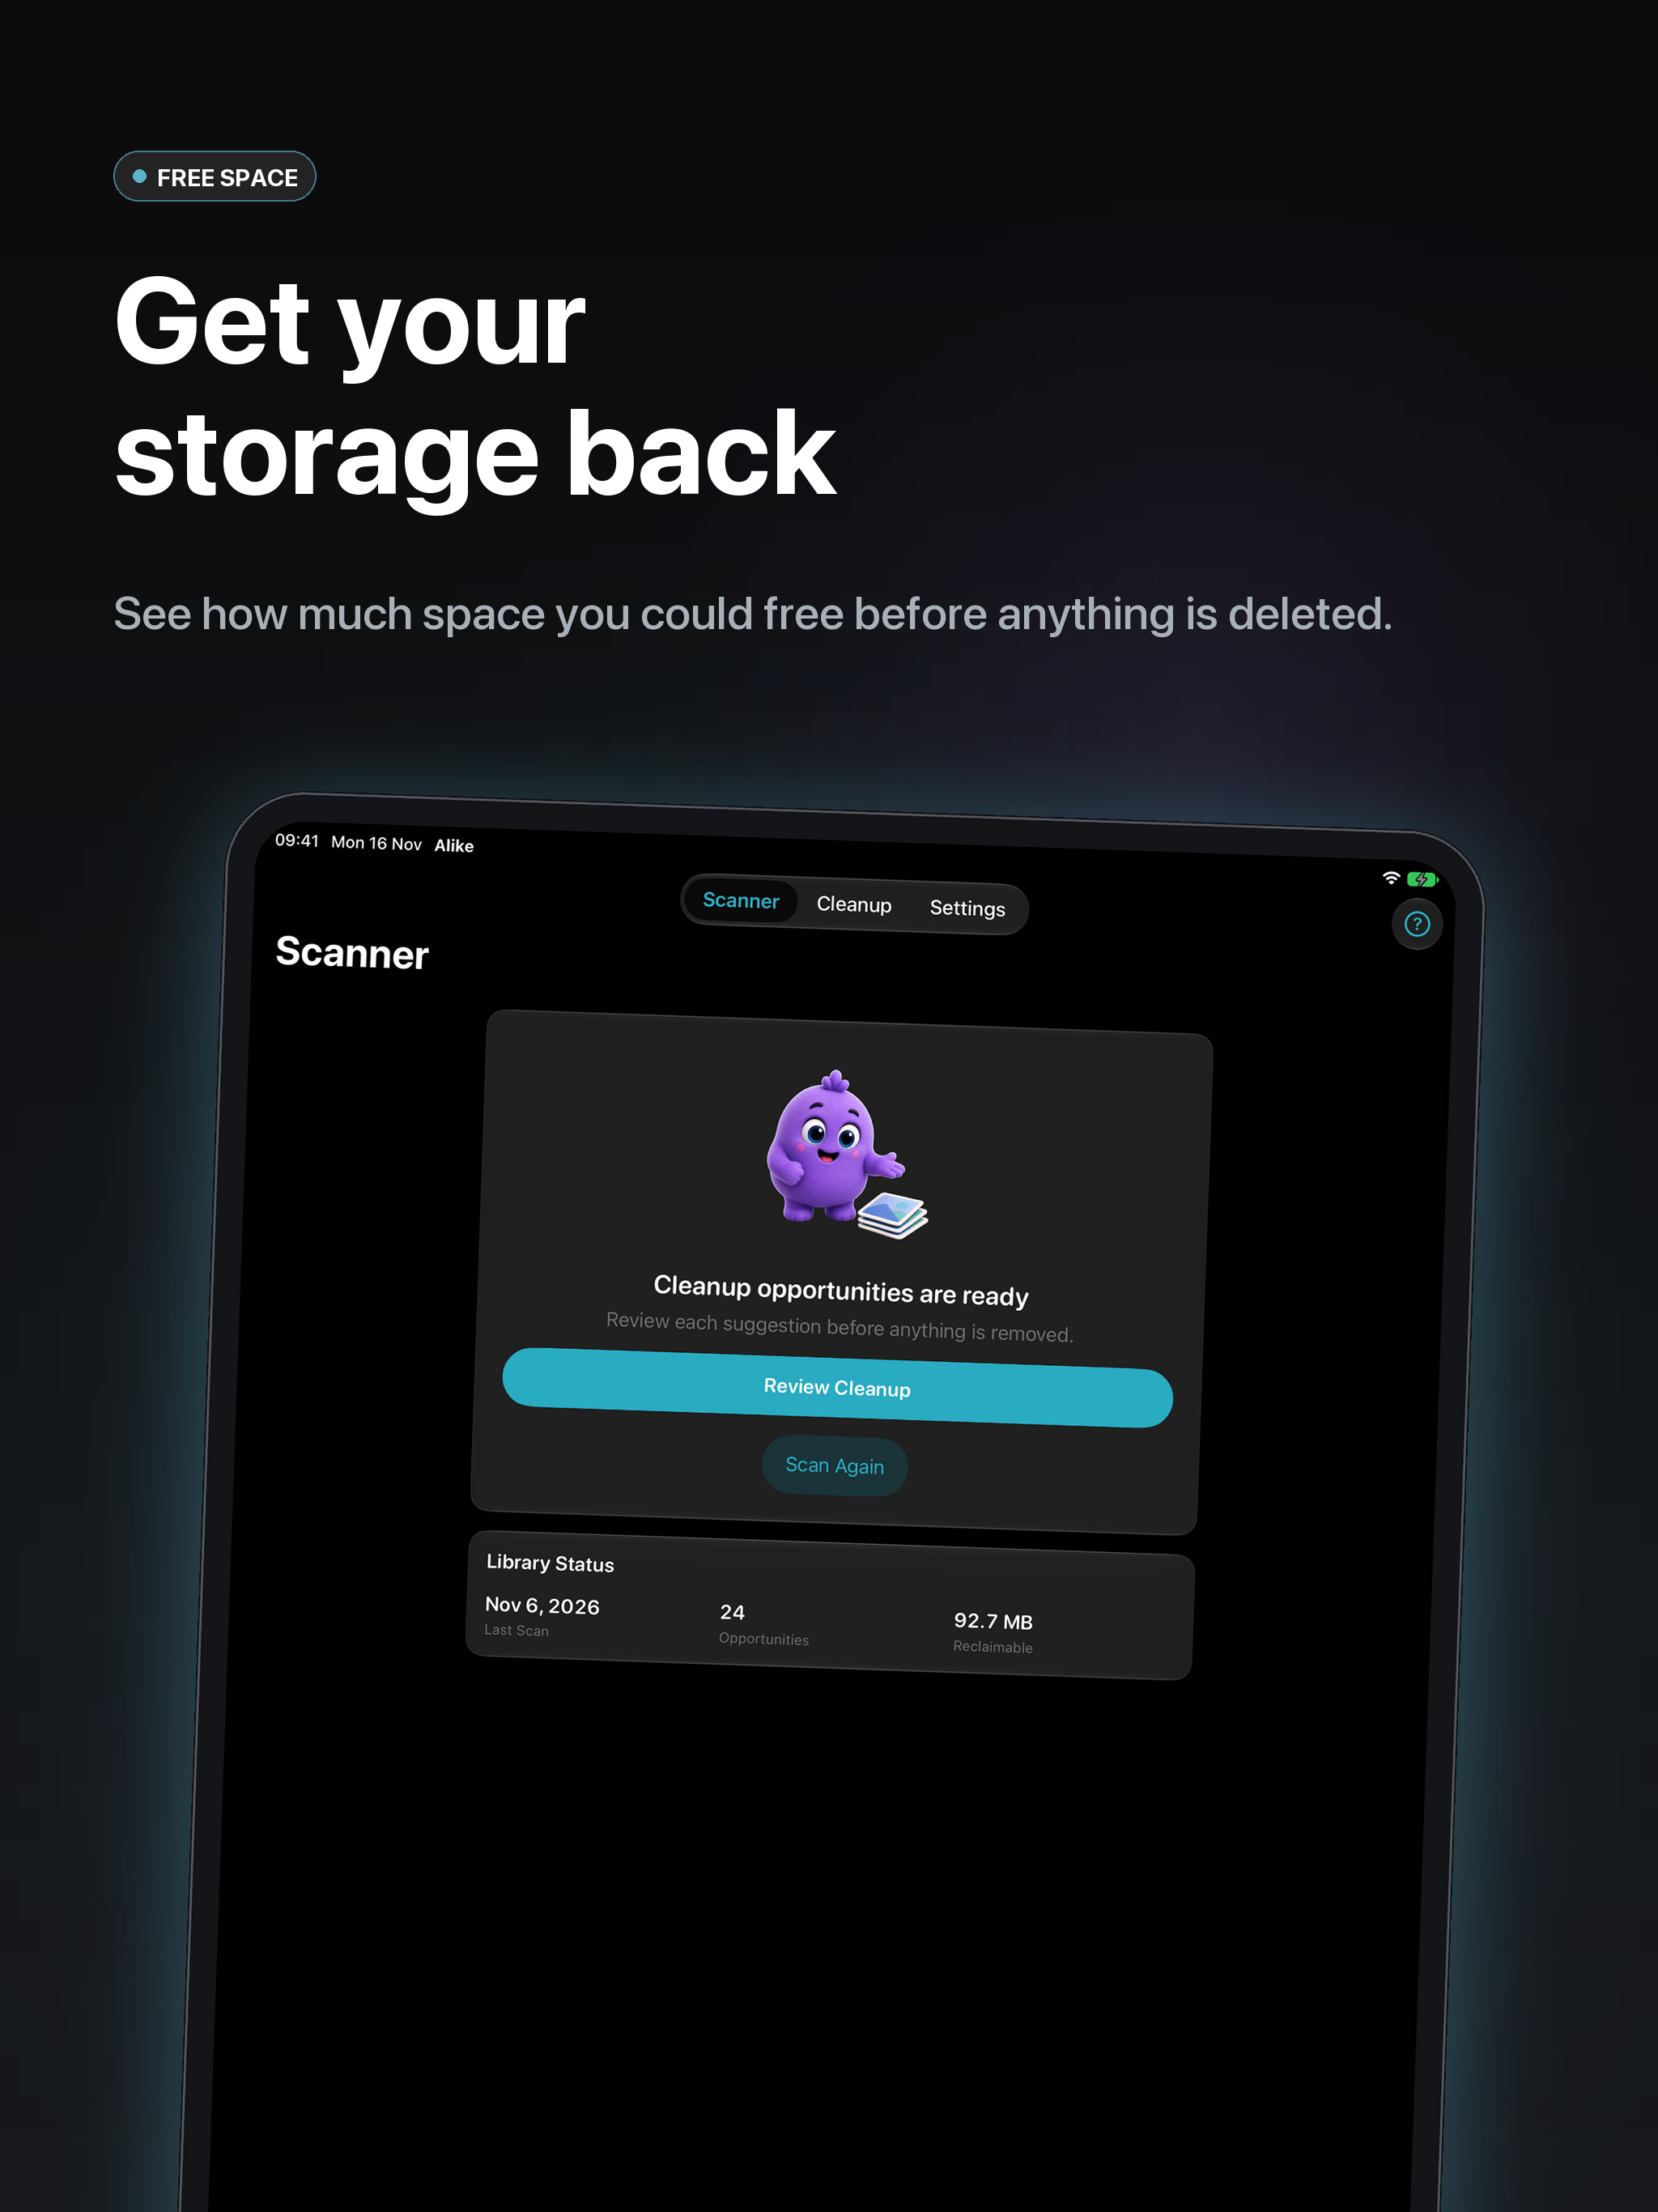 FREE SPACE
Get your
storage back
See how much space you could free before anything is deleted.
09:41 Mon 16 Nov Alike
Scanner Cleanup Settings
?
Scanner
Cleanup opportunities are ready
Review each suggestion before anything is removed.
Review Cleanup
Scan Again
Library Status
Nov 6, 2026 24 92.7 MB
Last Scan Opportunities Reclaimable